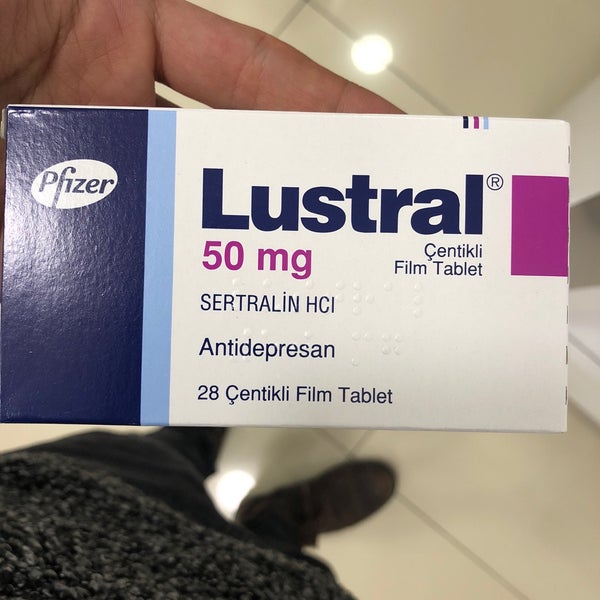 Pfizer
Lustral®
50 mg
Çentikli
Film Tablet
SERTRALİN HCl
Antidepresan
28 Çentikli Film Tablet